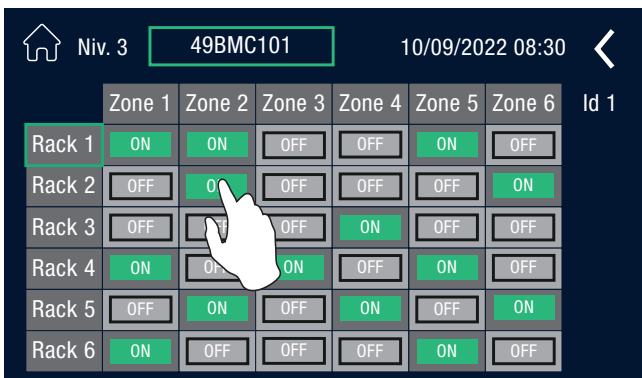 Niv. 3 49BMC101 10/09/2022 08:30
Zone 1 Zone 2 Zone 3 Zone 4 Zone 5 Zone 6 Id 1
Rack 1 ON ON OFF OFF ON OFF
Rack 2 OFF OFF OFF OFF ON
Rack 3 OFF OFF ON OFF OFF
Rack 4 ON ON OFF ON OFF
Rack 5 OFF ON OFF ON OFF ON
Rack 6 ON OFF OFF OFF ON OFF